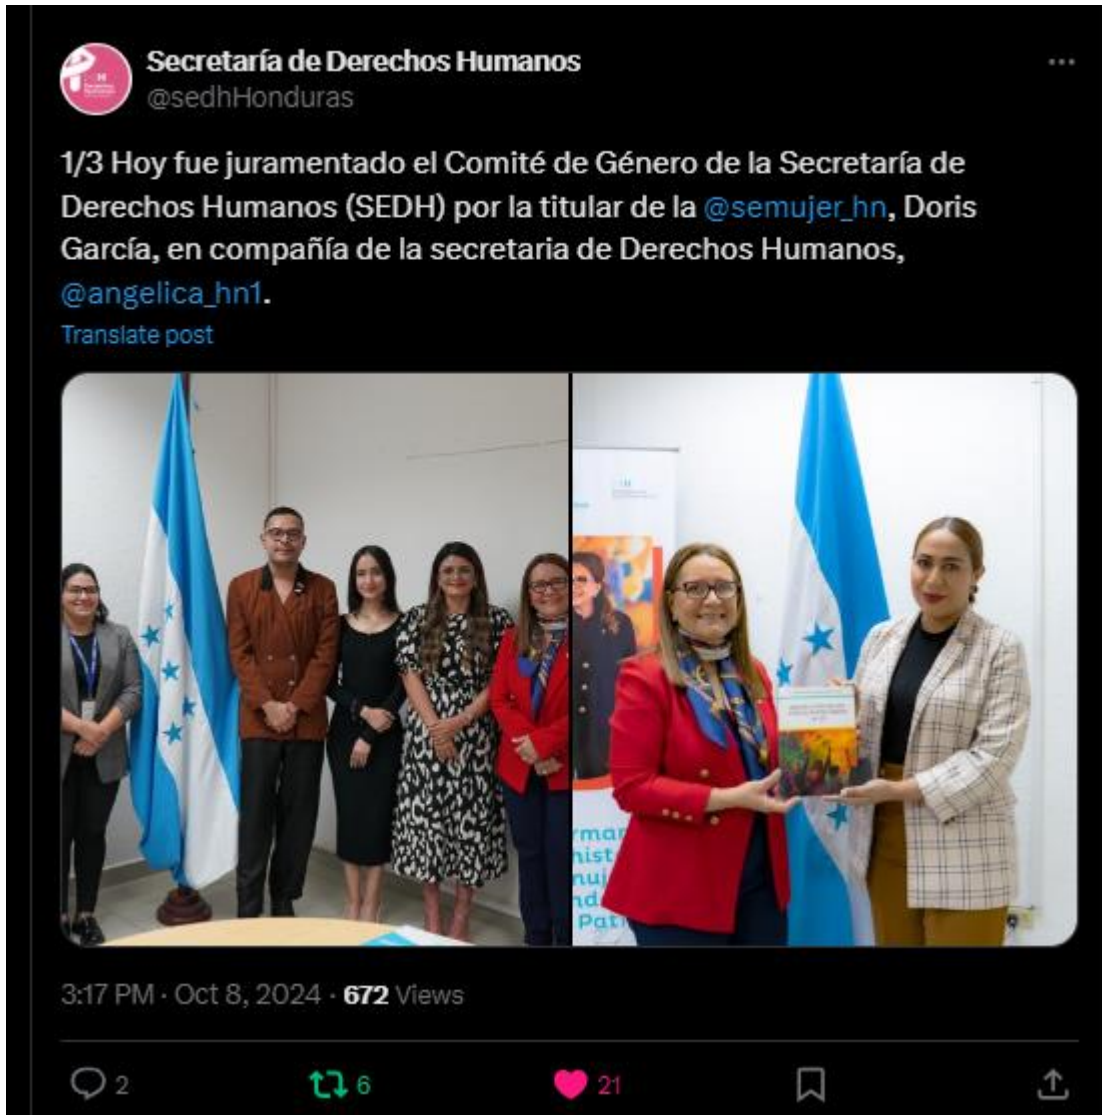 Secretaría de Derechos Humanos
@sedhHonduras
1/3 Hoy fue juramentado el Comité de Género de la Secretaría de
Derechos Humanos (SEDH) por la titular de la @semujer_hn, Doris
García, en compañía de la secretaria de Derechos Humanos,
@angelica_hn1.
Translate post
3:17 PM · Oct 8, 2024 · 672 Views
2 6 21